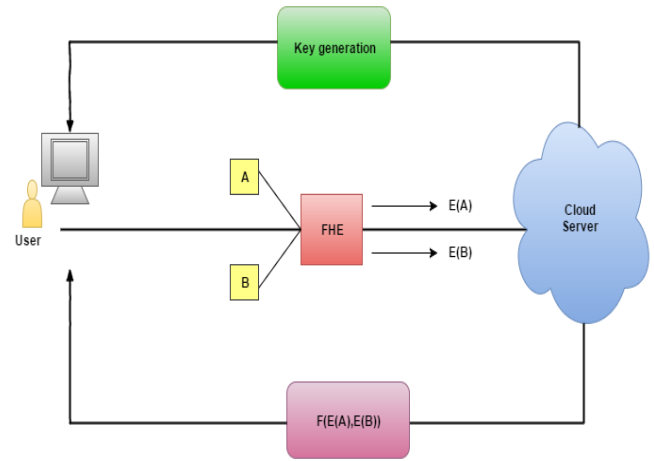 Key generation
A
E(A)
User
FHE
Cloud
Server
E(B)
B
F(E(A),E(B))